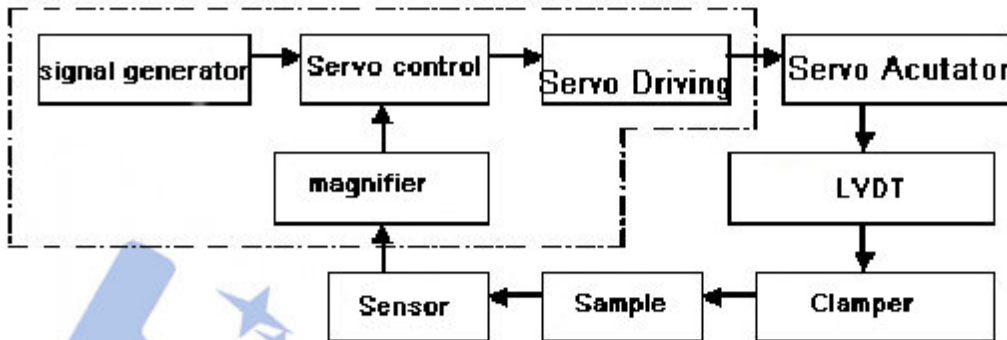 signal generator
Servo control
Servo Driving
Servo Acutator
magnifier
LVDT
Sensor
Sample
Clamper